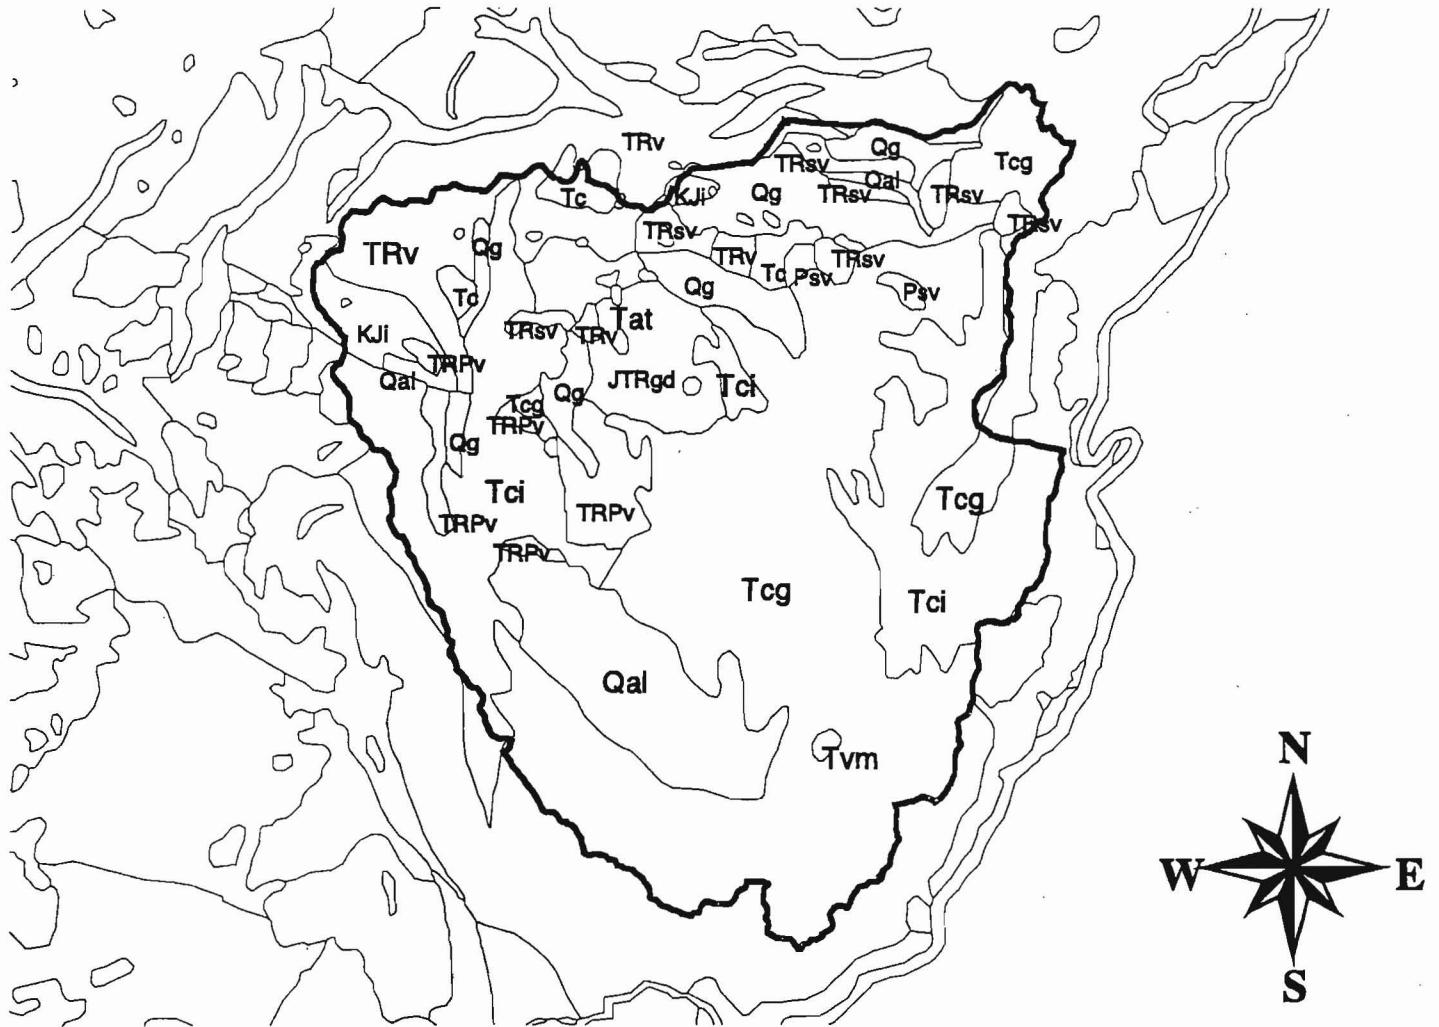 TRv
Qg
Tcg
TRsv
Qal
Tc
KJi
Qg
TRsv
TRsv
TRsv
TRsv
TRv
Qg
TRv
TRsv
Tc
Psv
Psv
Qg
Tc
Tat
TRsv
TRv
KJi
TRPv
Qal
JTRgd
Tci
Qg
Tcg
TRPv
Qg
Tci
Tcg
TRPv
TRPv
TRPv
Tcg
Tci
Qal
Tvm
N
W
E
S